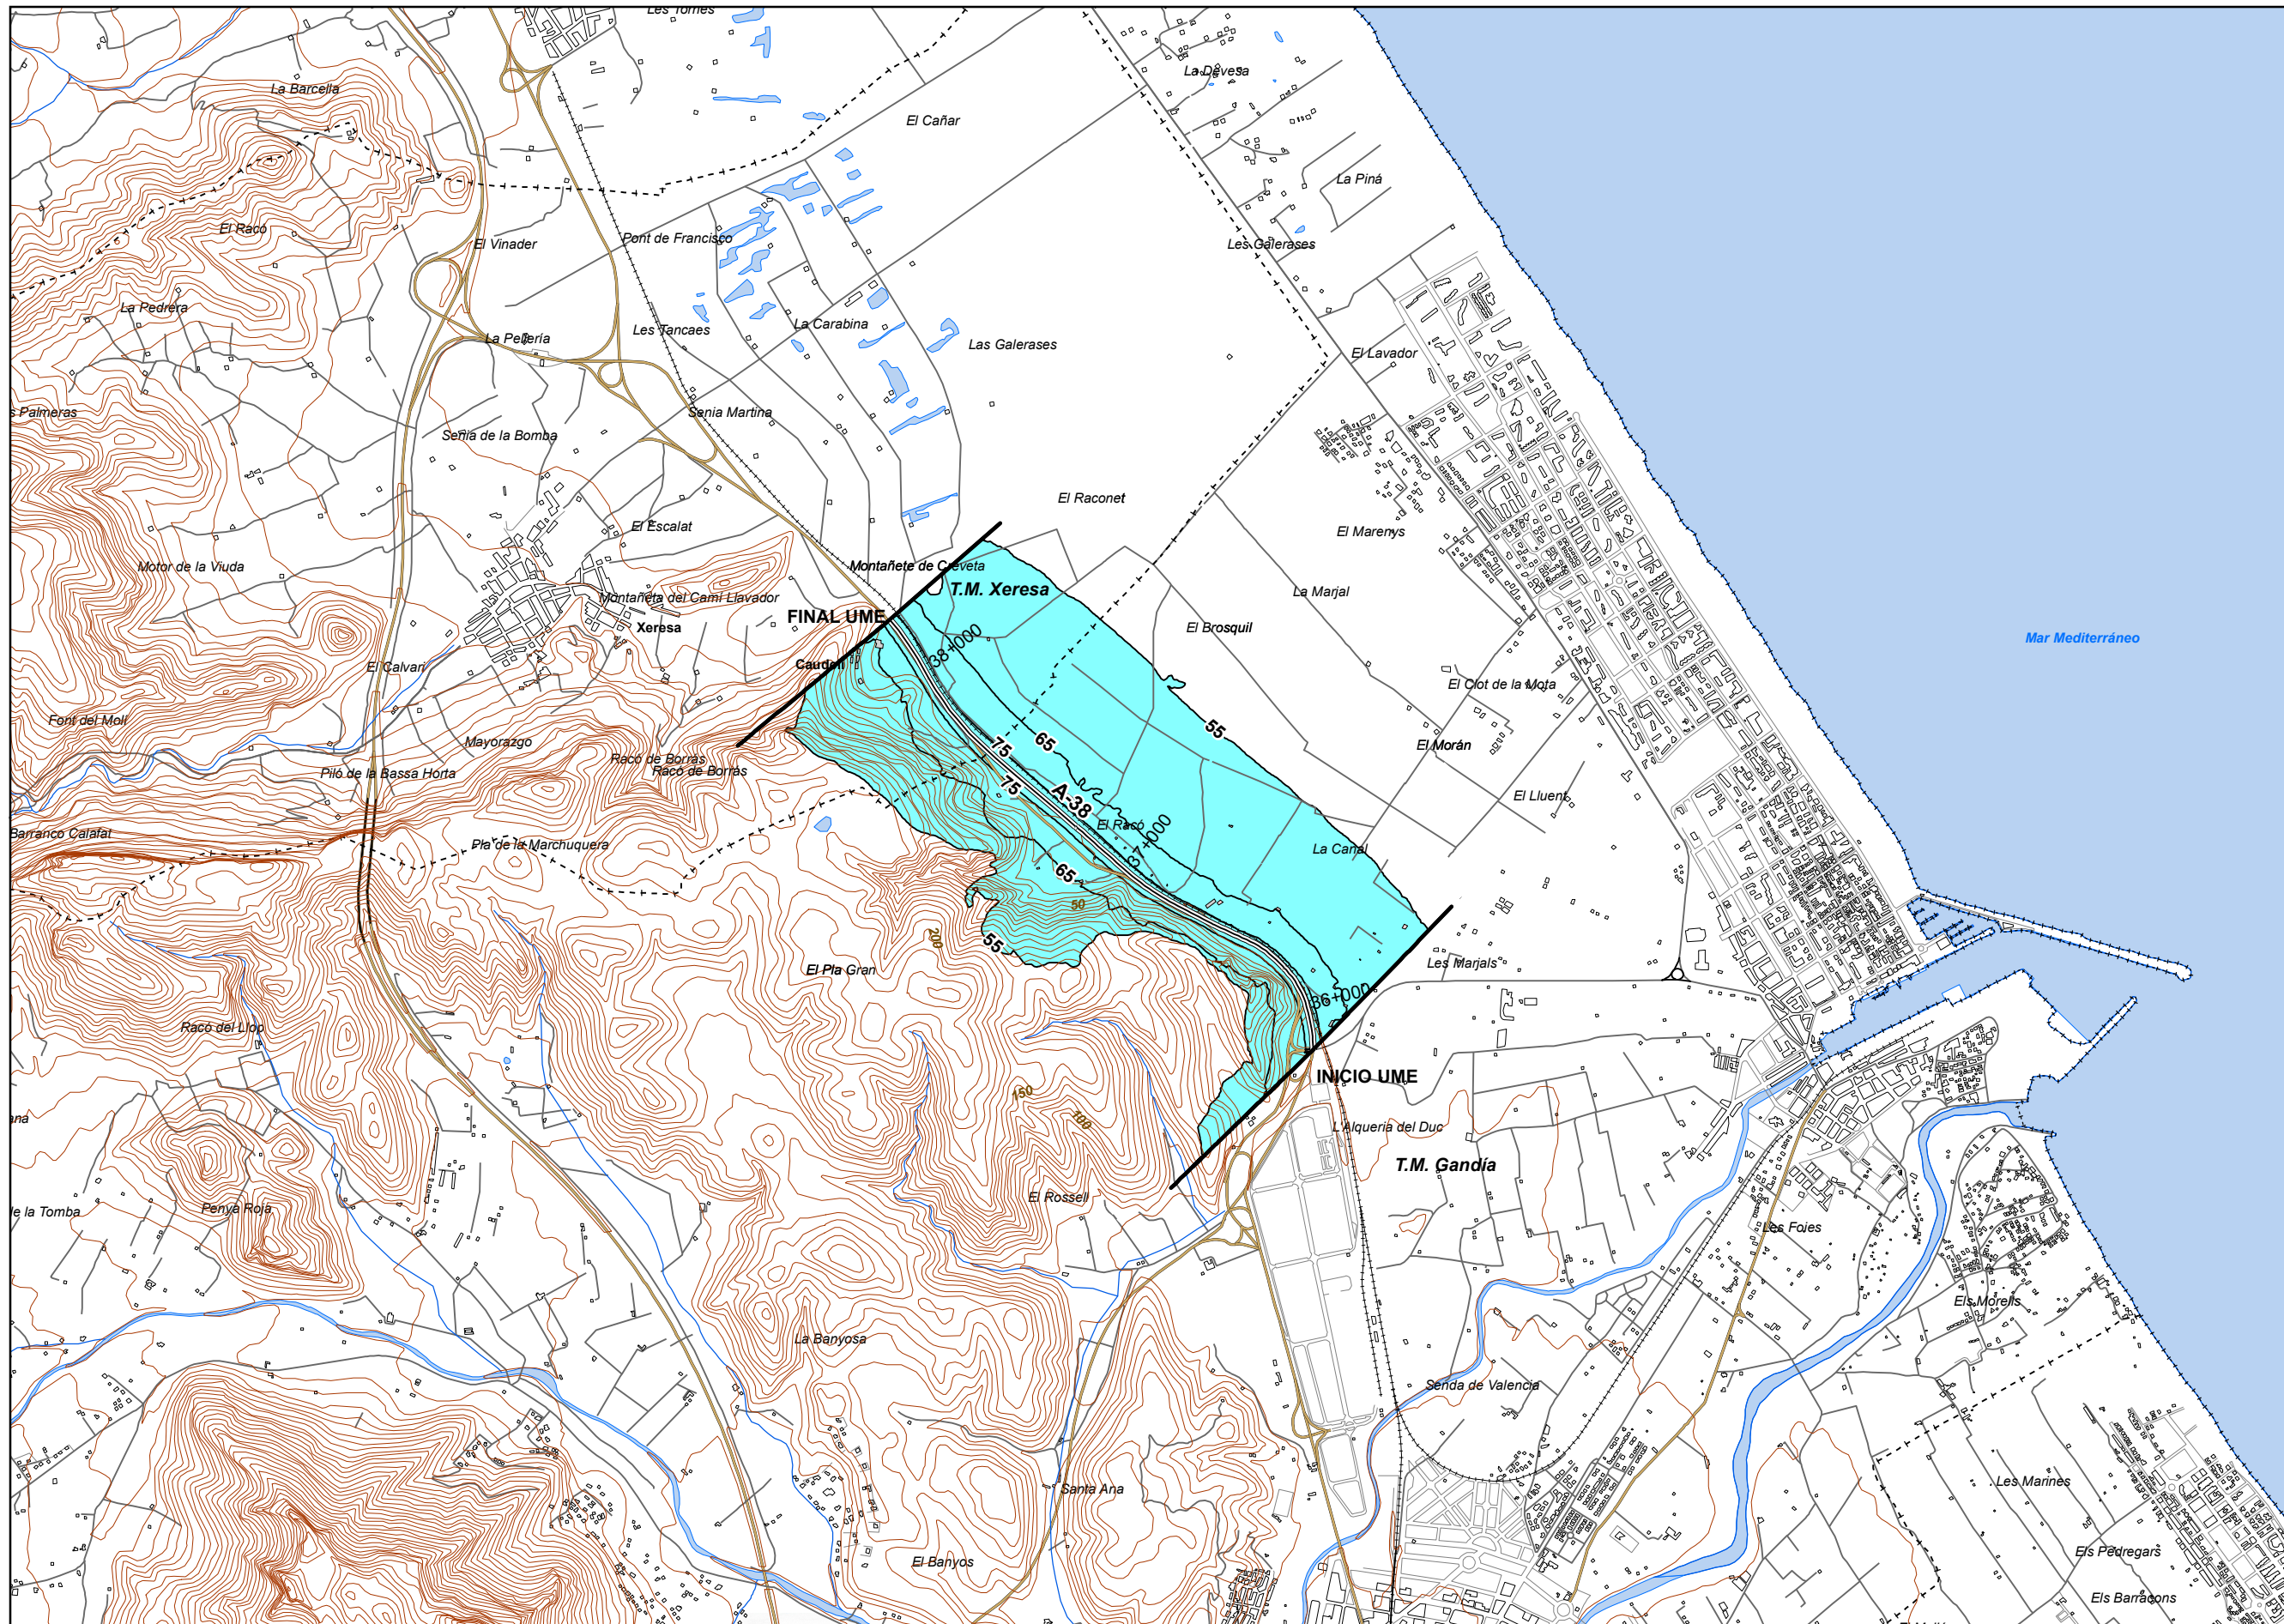 Les Torres
La Devesa
La Barcella
El Cañar
La Piná
El Racó
El Vinader
Pont de Francisco
Les Galerases
La Pedrera
La Carabina
Les Tancaes
La Pelleria
Las Galerases
El Lavador
Palmeras
Senia Martina
Senia de la Bomba
El Raconet
El Escalat
El Marenys
Motor de la Viuda
Montañete de Creveta
T.M. Xeresa
La Marjal
Montañeta del Camí Llavador
FINAL UME
Xeresa
El Brosquil
Mar Mediterráneo
38+000
Caudell
El Calvari
El Clot de la Mota
Font del Moll
55
Mayorazgo
65
75
El Morán
Racó de Borrás
Racó de Borrás
Piló de la Bassa Horta
75
A-38
El Lluent
El Racó
37+000
Barranco Calafat
Pla de la Marchuquera
La Canal
65
50
200
55
El Pla Gran
Les Marjals
36+000
Racó del Llop
INICIO UME
150
100
L'Alqueria del Duc
T.M. Gandía
El Rossell
Penya Roja
de la Tomba
Les Foies
Els Morells
La Banyosa
Senda de Valencia
Santa Ana
Les Marines
El Banyos
Els Pedregars
Els Barracons